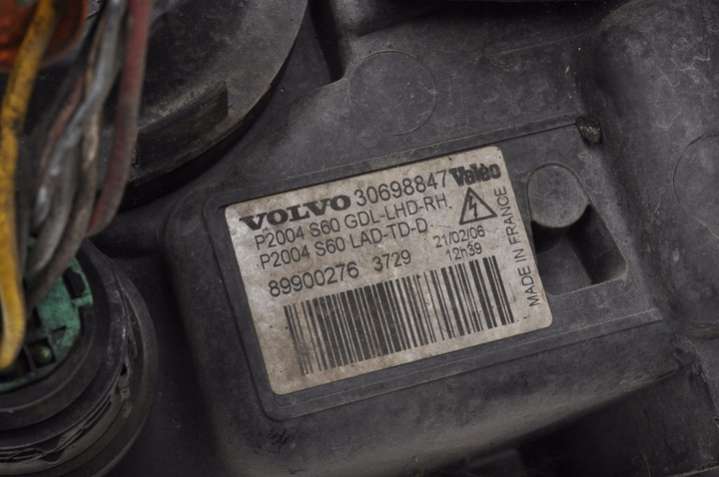 VOLVO 30698847 Valeo
P2004 S60 GDL-LHD-RH.
P2004 S60 LAD-TD-D
21/02/06
89900276 3729 12h39
MADE IN FRANCE